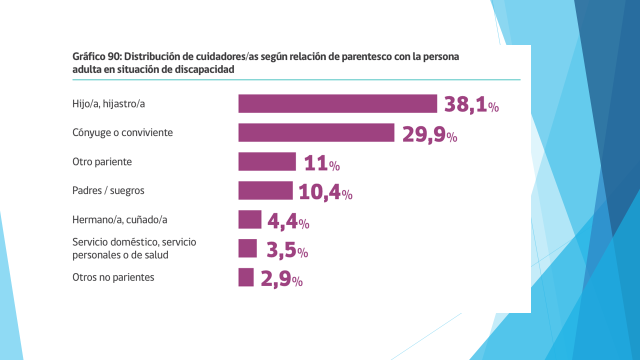 Gráfico 90: Distribución de cuidadores/as según relación de parentesco con la persona
adulta en situación de discapacidad
Hijo/a, hijastro/a
38,1%
Cónyuge o conviviente
29,9%
Otro pariente
11%
Padres / suegros
10,4%
Hermano/a, cuñado/a
4,4%
Servicio doméstico, servicio
personales o de salud
3,5%
Otros no parientes
2,9%